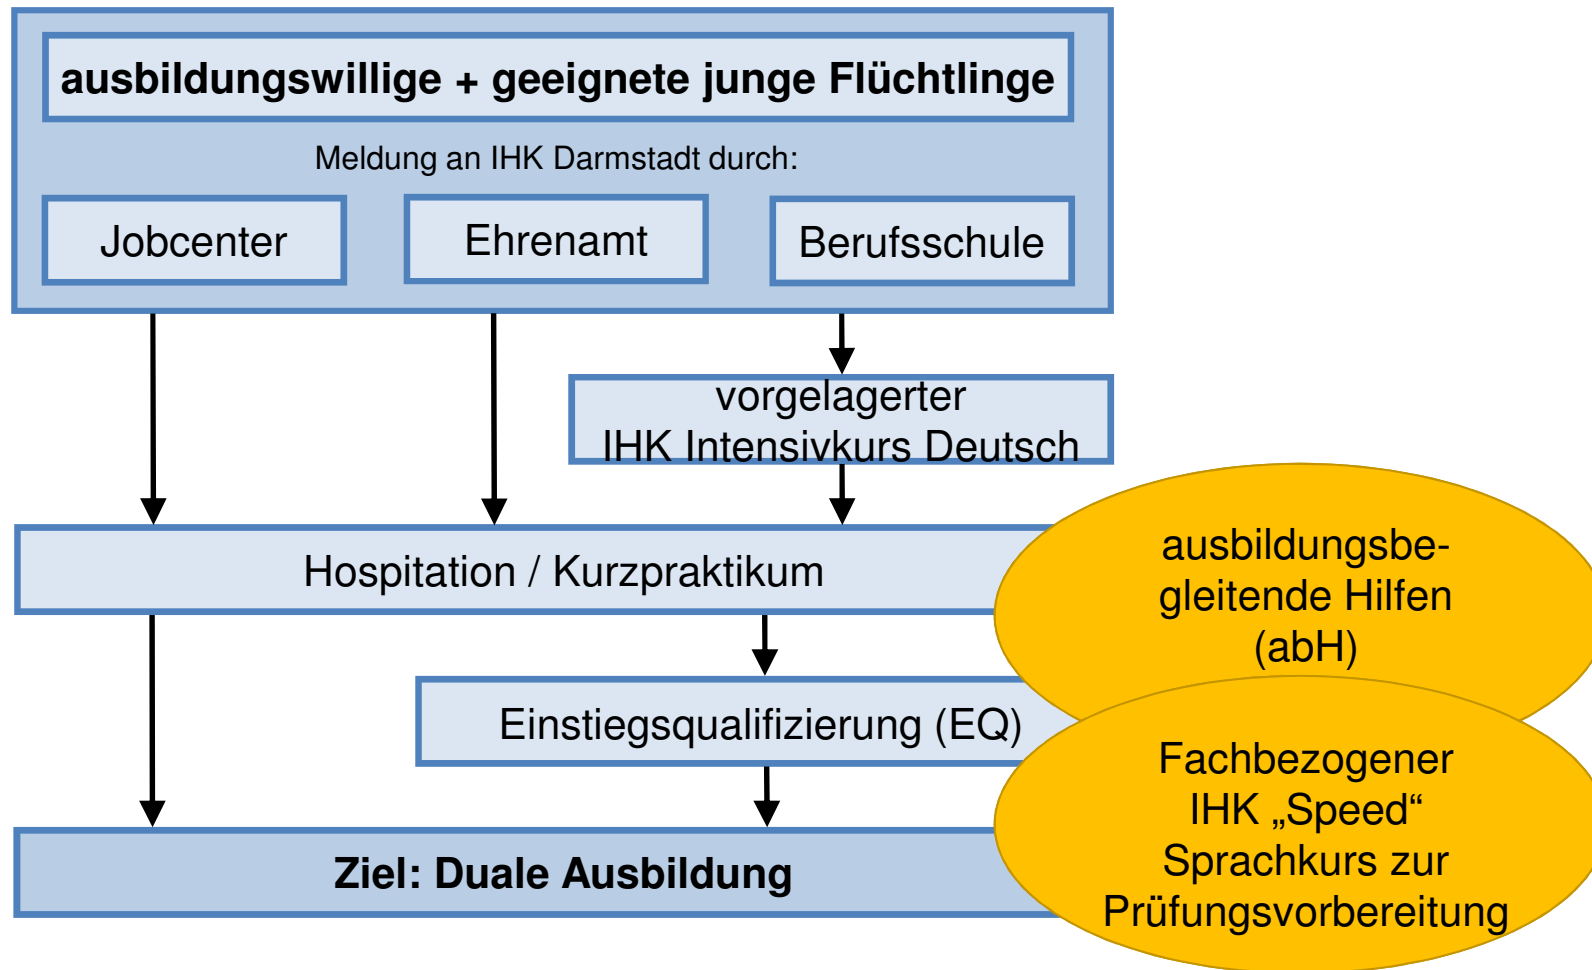 ausbildungswillige + geeignete junge Flüchtlinge
Meldung an IHK Darmstadt durch:
Jobcenter
Ehrenamt
Berufsschule
vorgelagerter
IHK Intensivkurs Deutsch
Hospitation / Kurzpraktikum
ausbildungsbe-
gleitende Hilfen
(abH)
Einstiegsqualifizierung (EQ)
Fachbezogener
IHK „Speed“
Sprachkurs zur
Prüfungsvorbereitung
Ziel: Duale Ausbildung